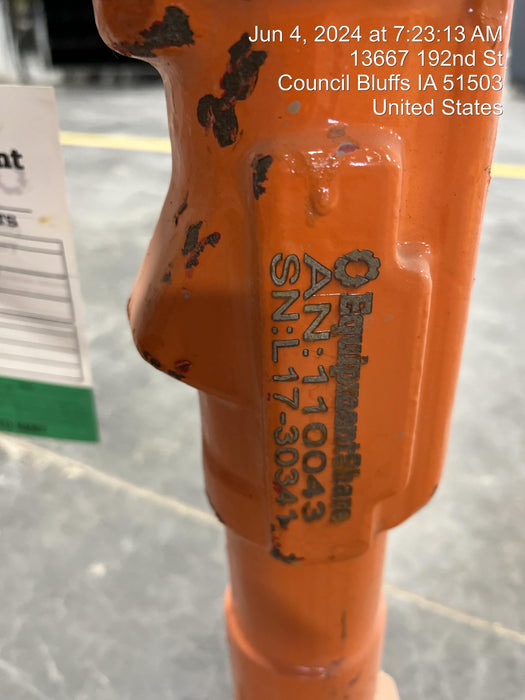 Jun 4, 2024 at 7:23:13 AM
13667 192nd St
Council Bluffs IA 51503
United States
EquipmentShare
AN:110043
SN:L17-30341
nt